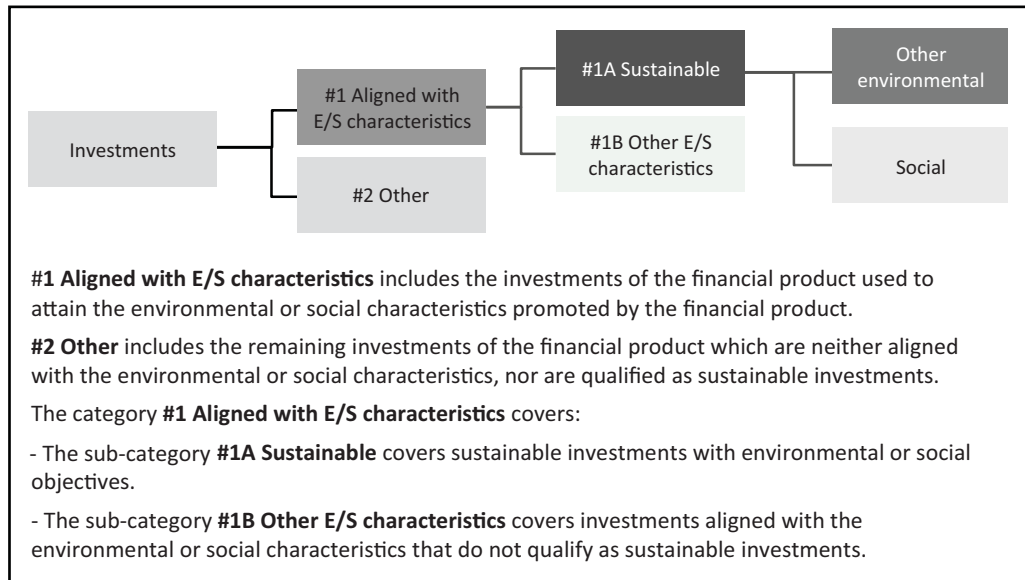 Investments
#1 Aligned with
E/S characteristics
#2 Other
#1A Sustainable
#1B Other E/S
characteristics
Other
environmental
Social
#1 Aligned with E/S characteristics includes the investments of the financial product used to
attain the environmental or social characteristics promoted by the financial product.
#2 Other includes the remaining investments of the financial product which are neither aligned
with the environmental or social characteristics, nor are qualified as sustainable investments.
The category #1 Aligned with E/S characteristics covers:
- The sub-category #1A Sustainable covers sustainable investments with environmental or social
objectives.
- The sub-category #1B Other E/S characteristics covers investments aligned with the
environmental or social characteristics that do not qualify as sustainable investments.